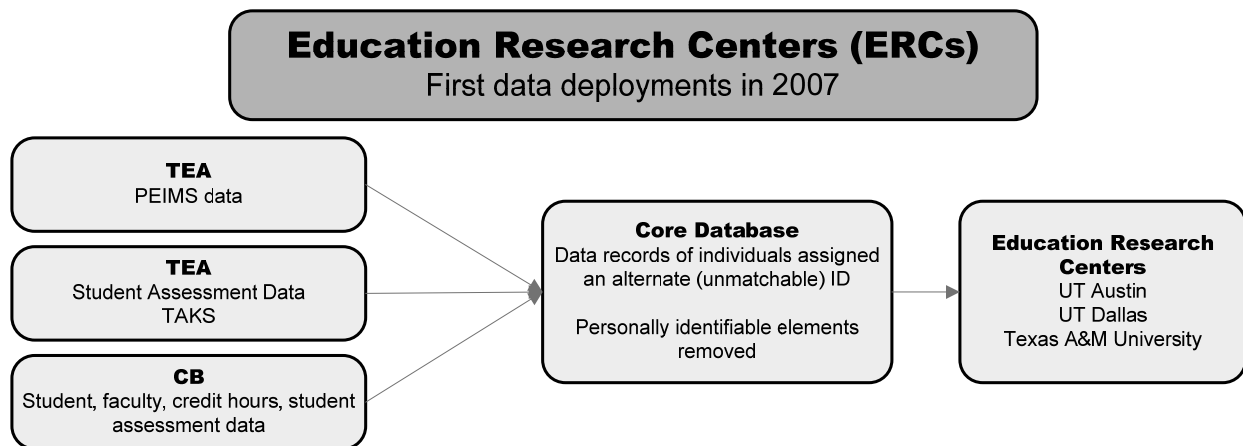 Education Research Centers (ERCs)
First data deployments in 2007
TEA
PEIMS data
TEA
Student Assessment Data
TAKS
CB
Student, faculty, credit hours, student
assessment data
Core Database
Data records of individuals assigned
an alternate (unmatchable) ID
Personally identifiable elements
removed
Education Research
Centers
UT Austin
UT Dallas
Texas A&M University